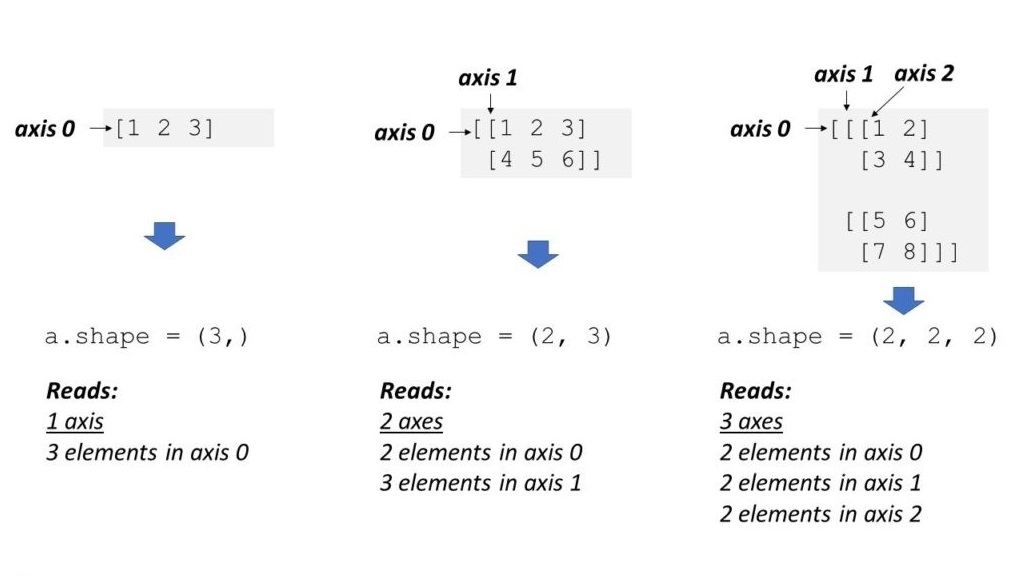 axis 0
[1 2 3]
a.shape = (3,)
Reads:
1 axis
3 elements in axis 0
axis 1
axis 0
[[1 2 3]
[4 5 6]]
a.shape = (2, 3)
Reads:
2 axes
2 elements in axis 0
3 elements in axis 1
axis 1 axis 2
axis 0
[[[1 2]
[3 4]]
[[5 6]
[7 8]]]
a.shape = (2, 2, 2)
Reads:
3 axes
2 elements in axis 0
2 elements in axis 1
2 elements in axis 2